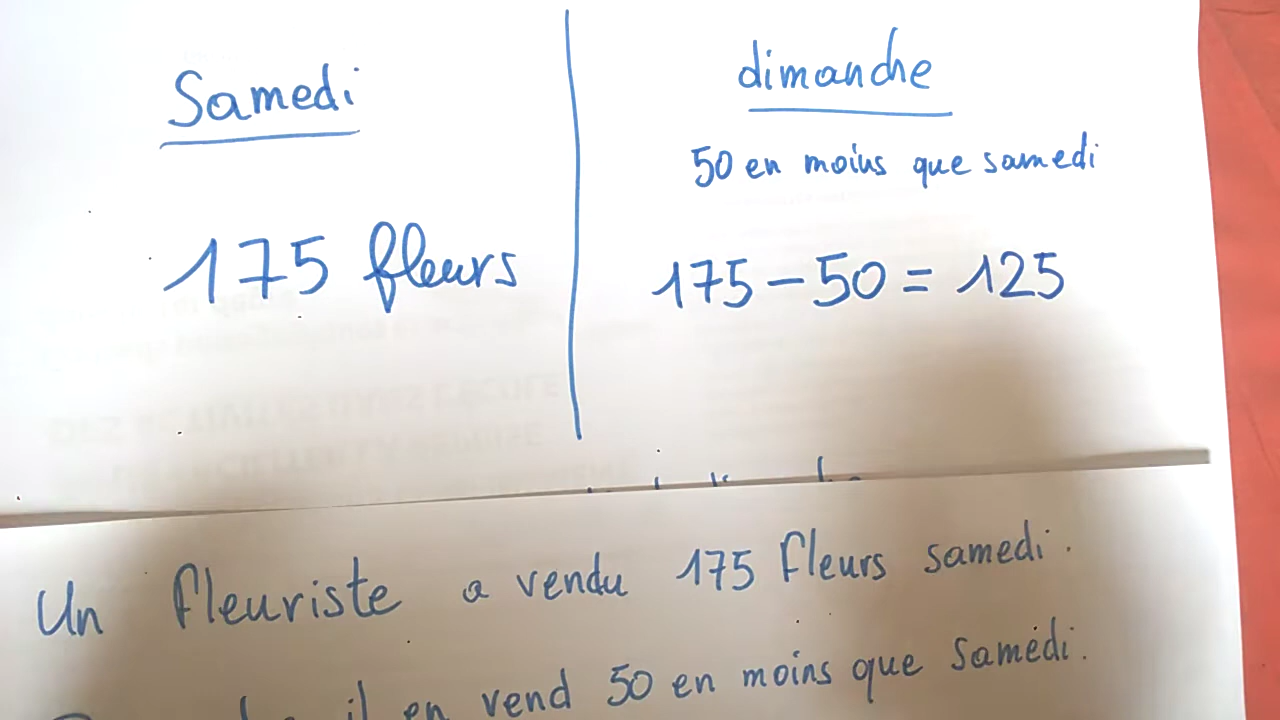 Samedi
175 fleurs
dimanche
50 en moins que samedi
175 – 50 = 125
Un fleuriste a vendu 175 fleurs samedi.
il en vend 50 en moins que samedi.